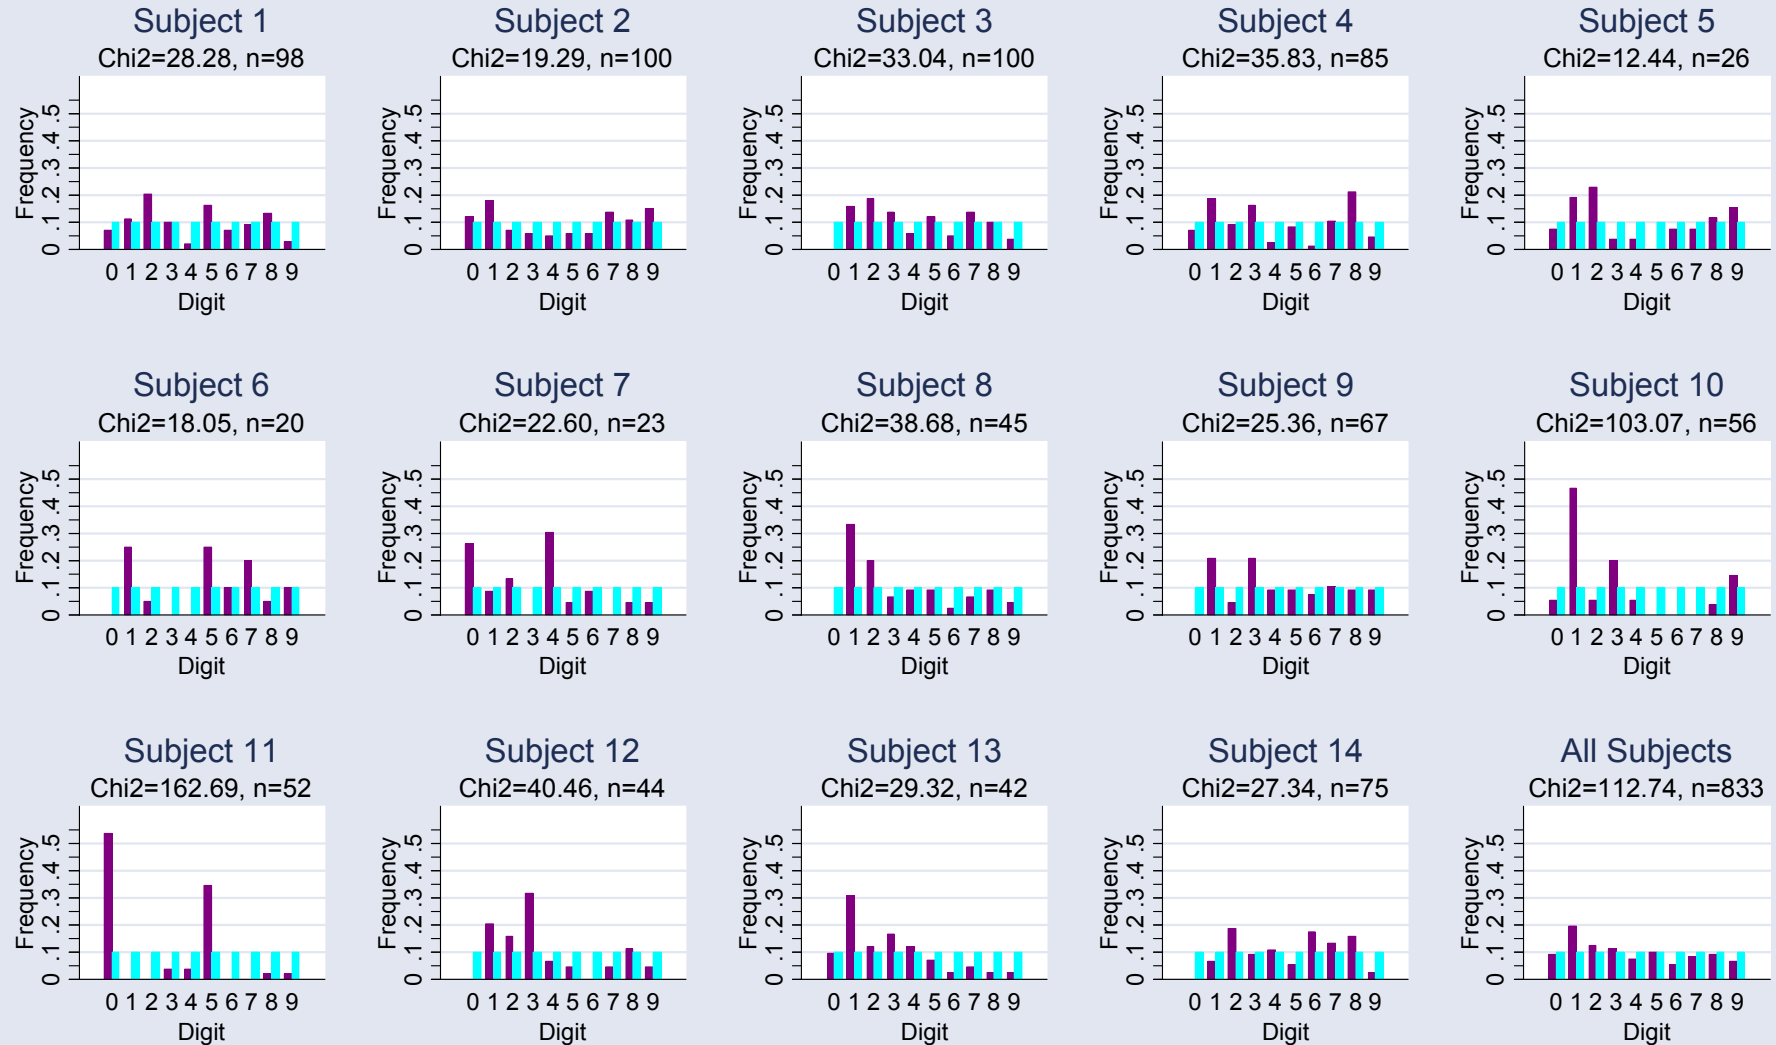 Subject 1
Chi2=28.28, n=98
Frequency
0 .1 .2 .3 .4 .5
0 1 2 3 4 5 6 7 8 9
Digit
Subject 2
Chi2=19.29, n=100
Frequency
0 .1 .2 .3 .4 .5
0 1 2 3 4 5 6 7 8 9
Digit
Subject 3
Chi2=33.04, n=100
Frequency
0 .1 .2 .3 .4 .5
0 1 2 3 4 5 6 7 8 9
Digit
Subject 4
Chi2=35.83, n=85
Frequency
0 .1 .2 .3 .4 .5
0 1 2 3 4 5 6 7 8 9
Digit
Subject 5
Chi2=12.44, n=26
Frequency
0 .1 .2 .3 .4 .5
0 1 2 3 4 5 6 7 8 9
Digit
Subject 6
Chi2=18.05, n=20
Frequency
0 .1 .2 .3 .4 .5
0 1 2 3 4 5 6 7 8 9
Digit
Subject 7
Chi2=22.60, n=23
Frequency
0 .1 .2 .3 .4 .5
0 1 2 3 4 5 6 7 8 9
Digit
Subject 8
Chi2=38.68, n=45
Frequency
0 .1 .2 .3 .4 .5
0 1 2 3 4 5 6 7 8 9
Digit
Subject 9
Chi2=25.36, n=67
Frequency
0 .1 .2 .3 .4 .5
0 1 2 3 4 5 6 7 8 9
Digit
Subject 10
Chi2=103.07, n=56
Frequency
0 .1 .2 .3 .4 .5
0 1 2 3 4 5 6 7 8 9
Digit
Subject 11
Chi2=162.69, n=52
Frequency
0 .1 .2 .3 .4 .5
0 1 2 3 4 5 6 7 8 9
Digit
Subject 12
Chi2=40.46, n=44
Frequency
0 .1 .2 .3 .4 .5
0 1 2 3 4 5 6 7 8 9
Digit
Subject 13
Chi2=29.32, n=42
Frequency
0 .1 .2 .3 .4 .5
0 1 2 3 4 5 6 7 8 9
Digit
Subject 14
Chi2=27.34, n=75
Frequency
0 .1 .2 .3 .4 .5
0 1 2 3 4 5 6 7 8 9
Digit
All Subjects
Chi2=112.74, n=833
Frequency
0 .1 .2 .3 .4 .5
0 1 2 3 4 5 6 7 8 9
Digit